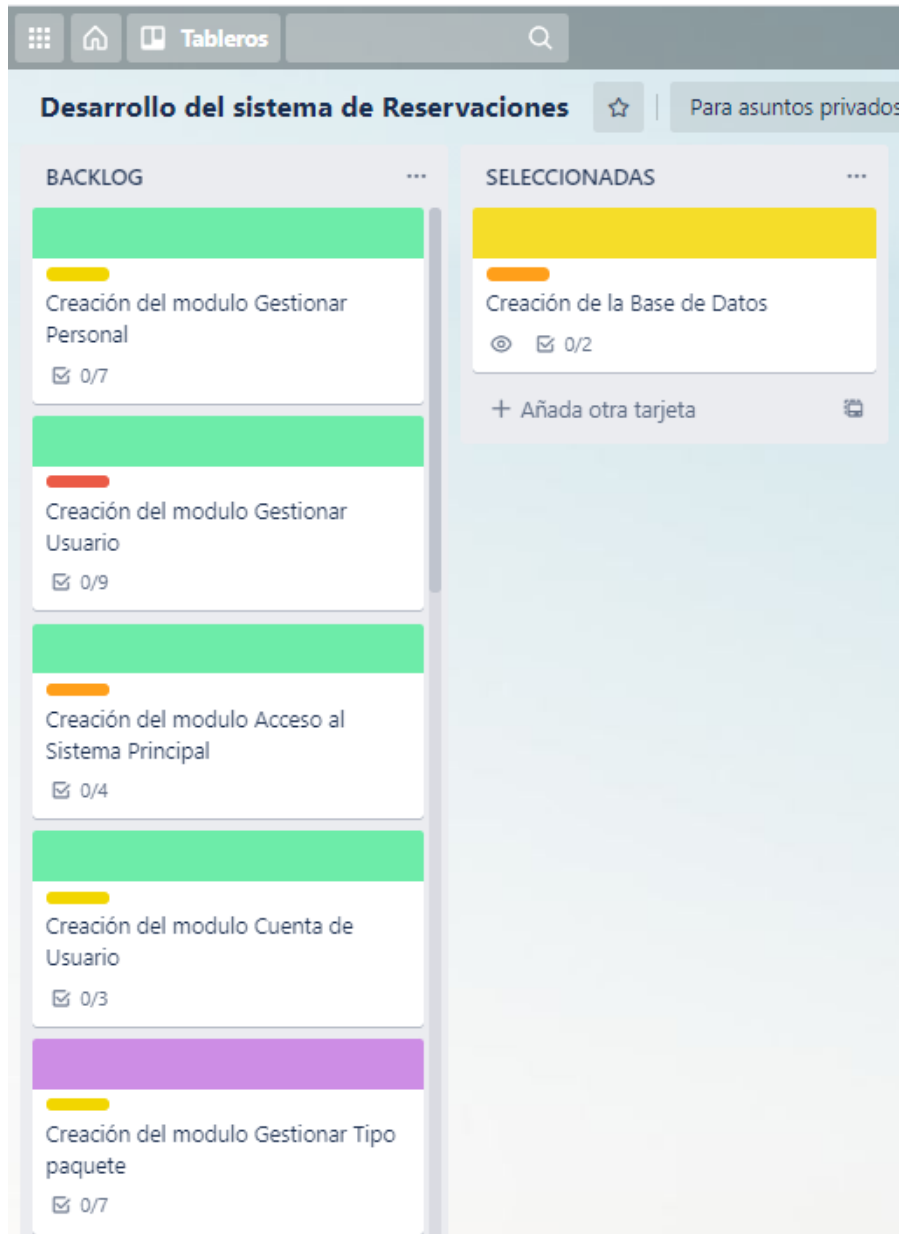 Tableros
Desarrollo del sistema de Reservaciones
Para asuntos privados
BACKLOG
Creación del modulo Gestionar
Personal
0/7
Creación del modulo Gestionar
Usuario
0/9
Creación del modulo Acceso al
Sistema Principal
0/4
Creación del modulo Cuenta de
Usuario
0/3
Creación del modulo Gestionar Tipo
paquete
0/7
SELECCIONADAS
Creación de la Base de Datos
0/2
+ Añada otra tarjeta